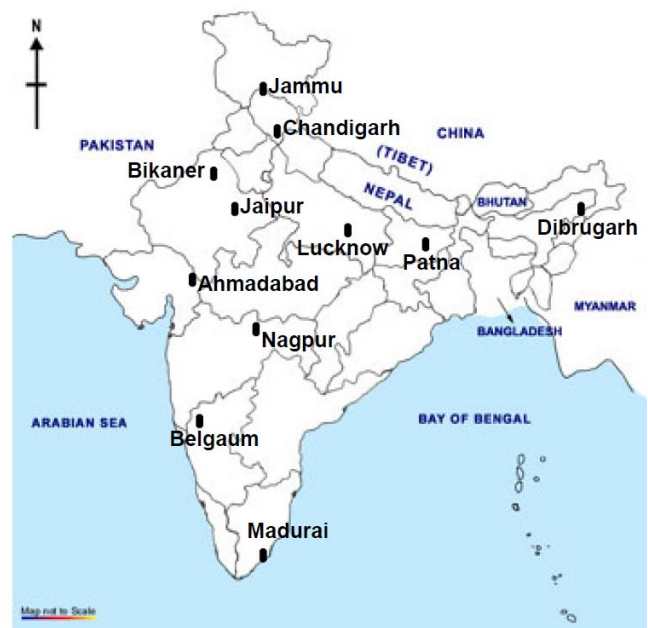 N
Jammu
Chandigarh
CHINA
(TIBET)
PAKISTAN
Bikaner
NEPAL
BHUTAN
Jaipur
Dibrugarh
Lucknow
Patna
Ahmadabad
MYANMAR
Nagpur
BANGLADESH
ARABIAN SEA
BAY OF BENGAL
Belgaum
Madurai
Map not to Scale